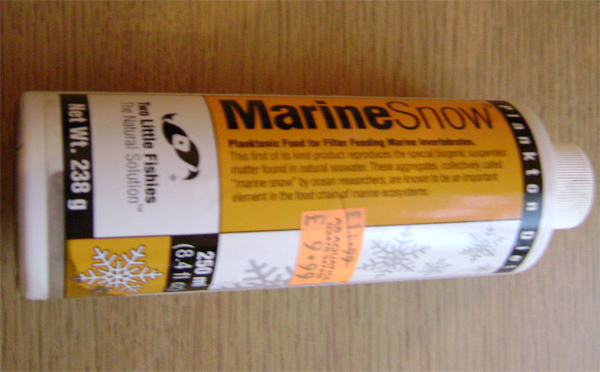 MarineSnow®
Planktonic Food for Filter Feeding Marine Invertebrates.
This first of its kind product reproduces the special biogenic suspended
matter found in natural seawater. These aggregates, collectively called
"marine snow" by ocean researchers, are known to be an important
element in the food chain of marine ecosystems.
Plankton Diet
Two Little Fishies
The Natural Solution™
®
Net Wt. 238 g
250 ml
(8.4 fl oz)
£ 9.99